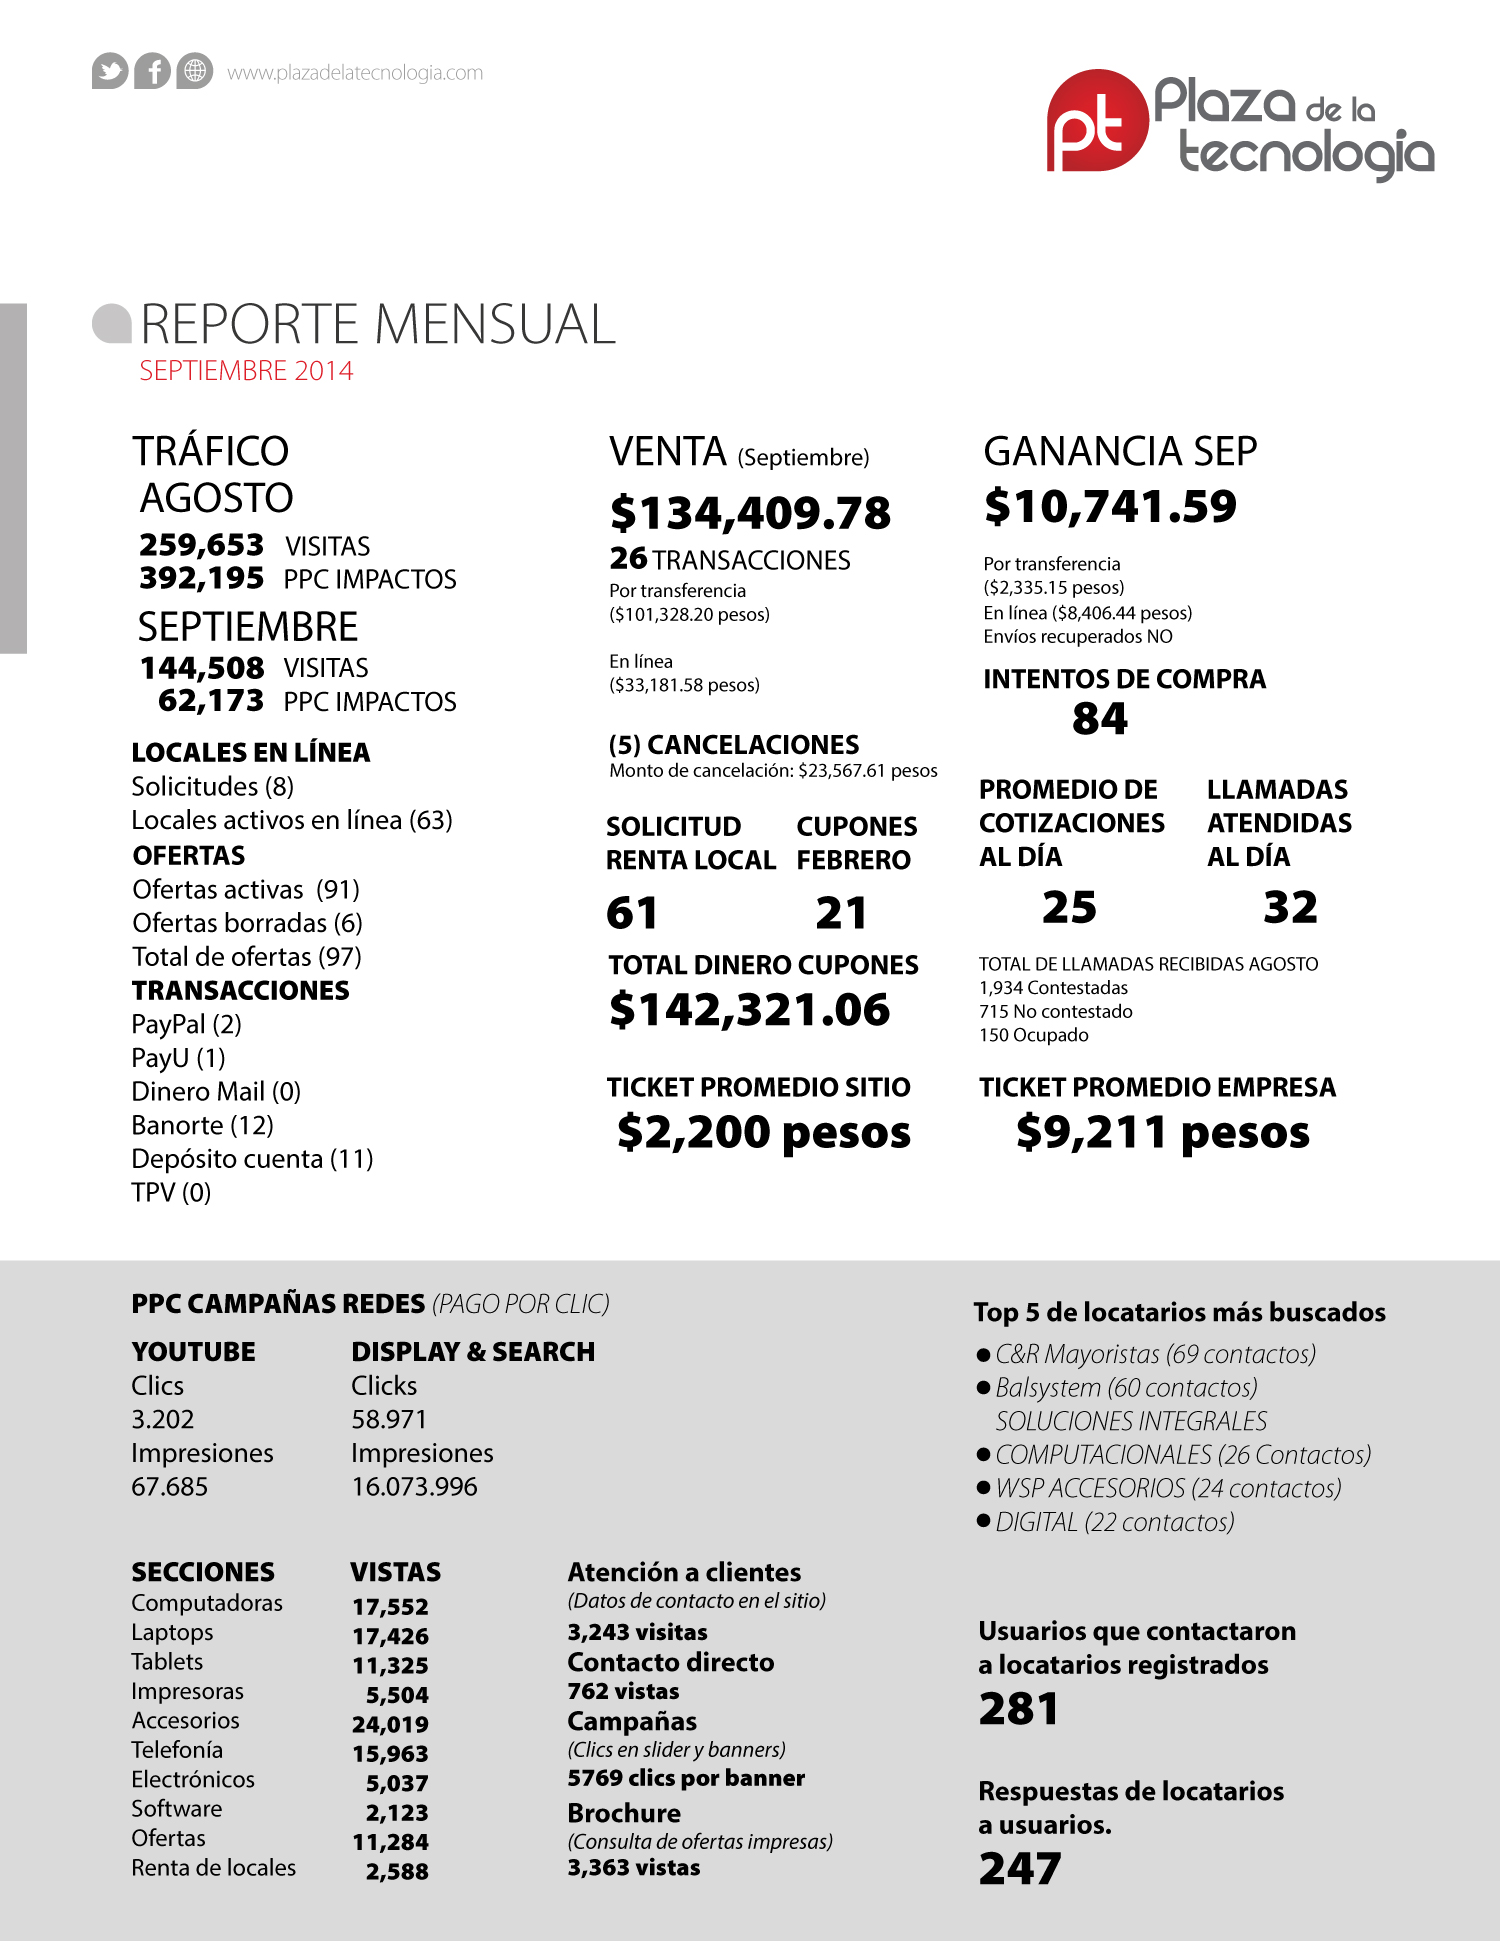 www.plazadelatecnologia.com
pt Plaza de la
tecnología
REPORTE MENSUAL
SEPTIEMBRE 2014
TRÁFICO
AGOSTO
259,653 VISITAS
392,195 PPC IMPACTOS
SEPTIEMBRE
144,508 VISITAS
62,173 PPC IMPACTOS
LOCALES EN LÍNEA
Solicitudes (8)
Locales activos en línea (63)
OFERTAS
Ofertas activas (91)
Ofertas borradas (6)
Total de ofertas (97)
TRANSACCIONES
PayPal (2)
PayU (1)
Dinero Mail (0)
Banorte (12)
Depósito cuenta (11)
TPV (0)
VENTA (Septiembre)
$134,409.78
26 TRANSACCIONES
Por transferencia
($101,328.20 pesos)
En línea
($33,181.58 pesos)
(5) CANCELACIONES
Monto de cancelación: $23,567.61 pesos
SOLICITUD
RENTA LOCAL
61
CUPONES
FEBRERO
21
TOTAL DINERO CUPONES
$142,321.06
TICKET PROMEDIO SITIO
$2,200 pesos
GANANCIA SEP
$10,741.59
Por transferencia
($2,335.15 pesos)
En línea ($8,406.44 pesos)
Envíos recuperados NO
INTENTOS DE COMPRA
84
PROMEDIO DE
COTIZACIONES
AL DÍA
25
LLAMADAS
ATENDIDAS
AL DÍA
32
TOTAL DE LLAMADAS RECIBIDAS AGOSTO
1,934 Contestadas
715 No contestado
150 Ocupado
TICKET PROMEDIO EMPRESA
$9,211 pesos
PPC CAMPAÑAS REDES (PAGO POR CLIC)
YOUTUBE
Clics
3.202
Impresiones
67.685
DISPLAY & SEARCH
Clicks
58.971
Impresiones
16.073.996
SECCIONES VISTAS
Computadoras 17,552
Laptops 17,426
Tablets 11,325
Impresoras 5,504
Accesorios 24,019
Telefonía 15,963
Electrónicos 5,037
Software 2,123
Ofertas 11,284
Renta de locales 2,588
Atención a clientes
(Datos de contacto en el sitio)
3,243 visitas
Contacto directo
762 vistas
Campañas
(Clics en slider y banners)
5769 clics por banner
Brochure
(Consulta de ofertas impresas)
3,363 vistas
Top 5 de locatarios más buscados
● C&R Mayoristas (69 contactos)
● Balsystem (60 contactos)
SOLUCIONES INTEGRALES
● COMPUTACIONALES (26 Contactos)
● WSP ACCESORIOS (24 contactos)
● DIGITAL (22 contactos)
Usuarios que contactaron
a locatarios registrados
281
Respuestas de locatarios
a usuarios.
247